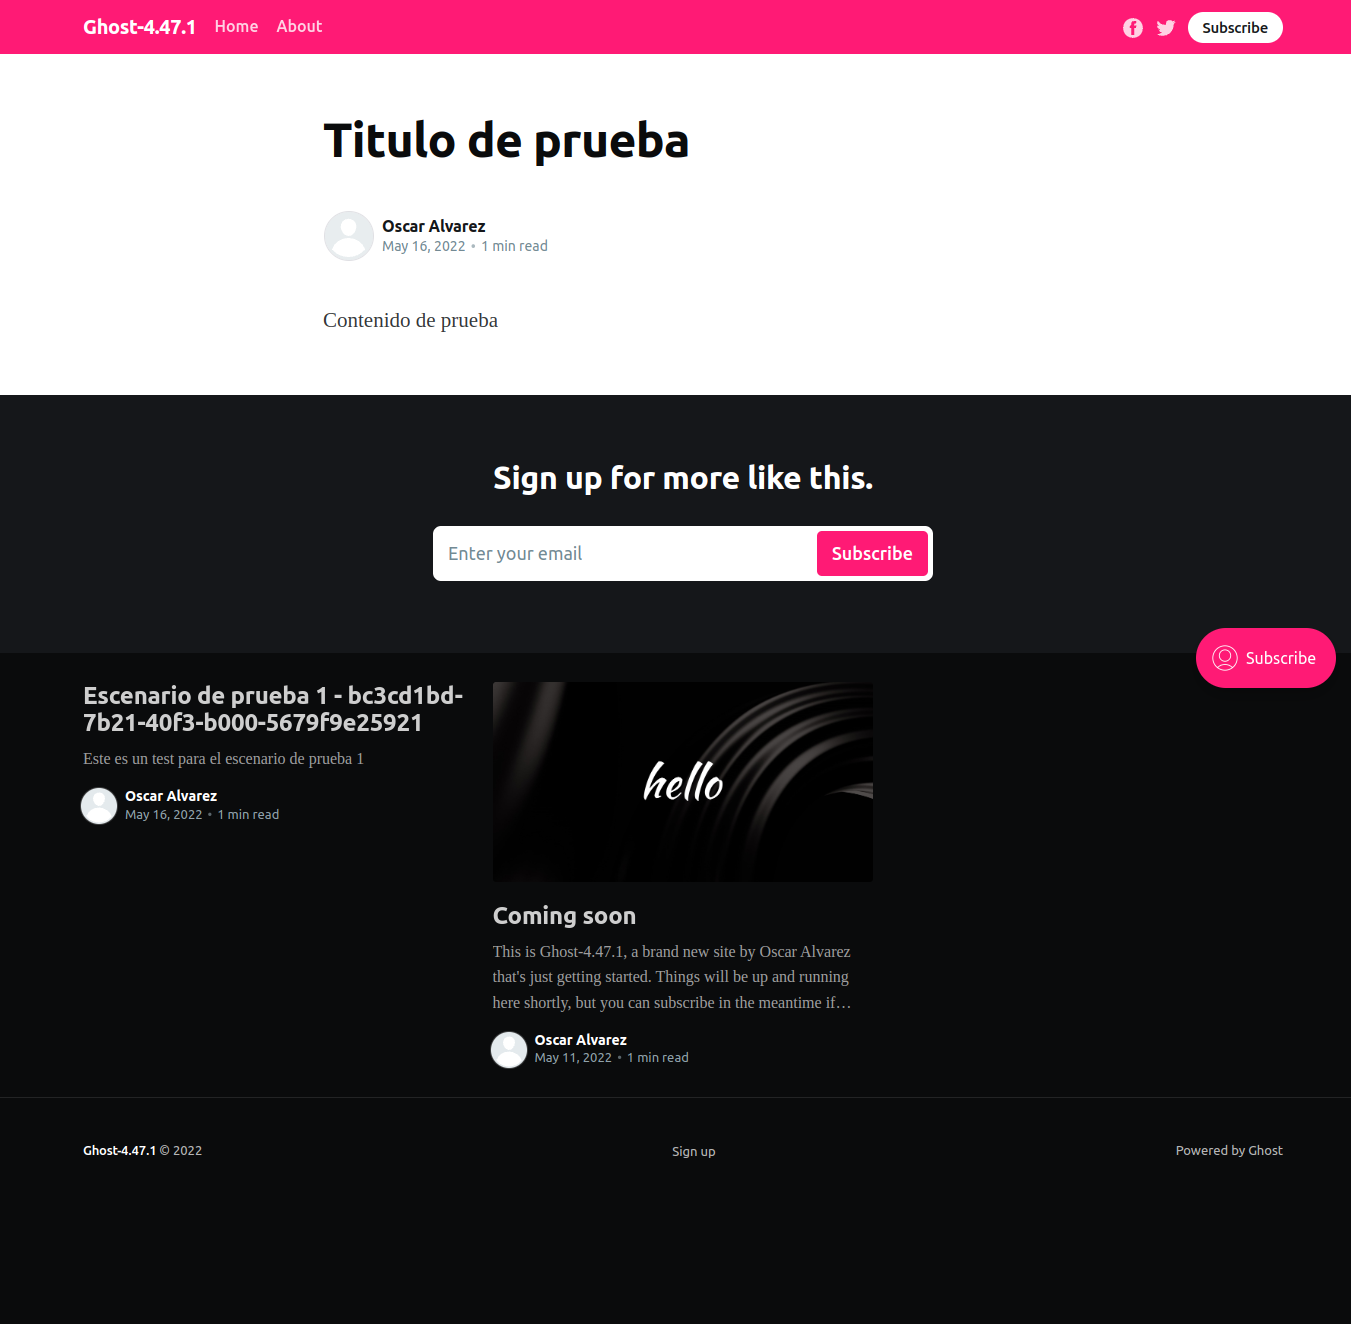 Ghost-4.47.1 Home About Subscribe
Titulo de prueba
Oscar Alvarez
May 16, 2022 • 1 min read
Contenido de prueba
Sign up for more like this.
Enter your email Subscribe
Subscribe
Escenario de prueba 1 - bc3cd1bd-
7b21-40f3-b000-5679f9e25921
Este es un test para el escenario de prueba 1
Oscar Alvarez
May 16, 2022 • 1 min read
hello
Coming soon
This is Ghost-4.47.1, a brand new site by Oscar Alvarez
that's just getting started. Things will be up and running
here shortly, but you can subscribe in the meantime if…
Oscar Alvarez
May 11, 2022 • 1 min read
Ghost-4.47.1 © 2022 Sign up Powered by Ghost